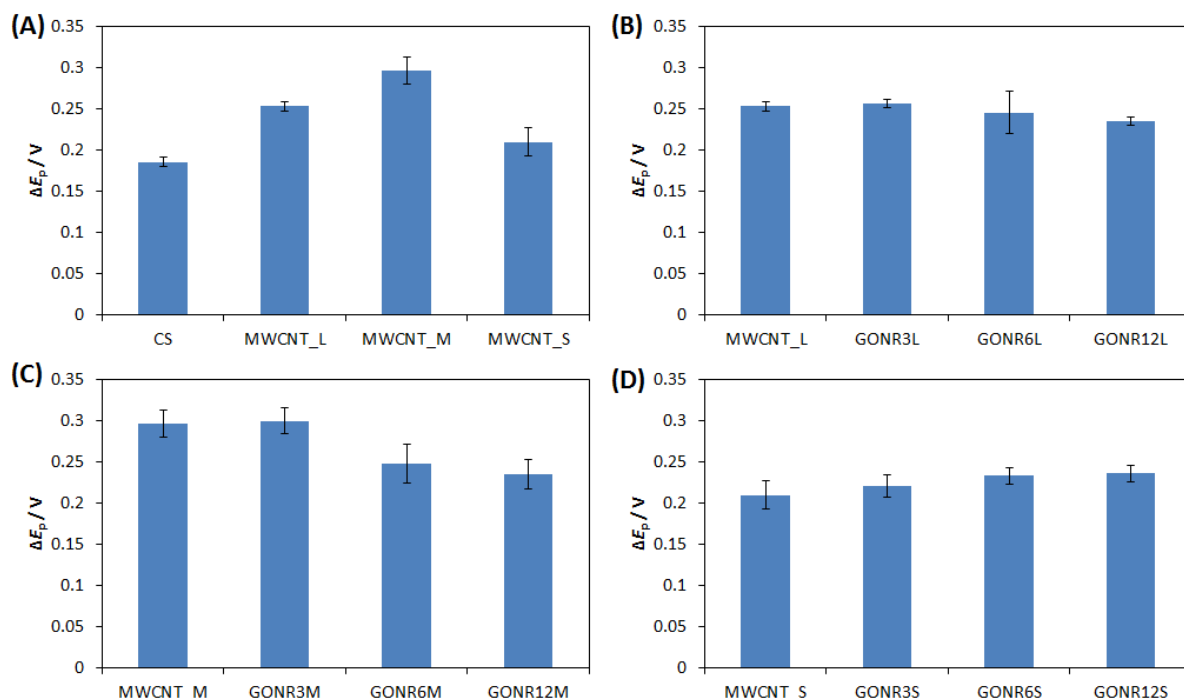 (A)
0.35
0.3
0.25
0.2
0.15
0.1
0.05
0
ΔEp / V
CS MWCNT_L MWCNT_M MWCNT_S
(B)
0.35
0.3
0.25
0.2
0.15
0.1
0.05
0
ΔEp / V
MWCNT_L GONR3L GONR6L GONR12L
(C)
0.35
0.3
0.25
0.2
0.15
0.1
0.05
0
ΔEp / V
MWCNT_M GONR3M GONR6M GONR12M
(D)
0.35
0.3
0.25
0.2
0.15
0.1
0.05
0
ΔEp / V
MWCNT_S GONR3S GONR6S GONR12S